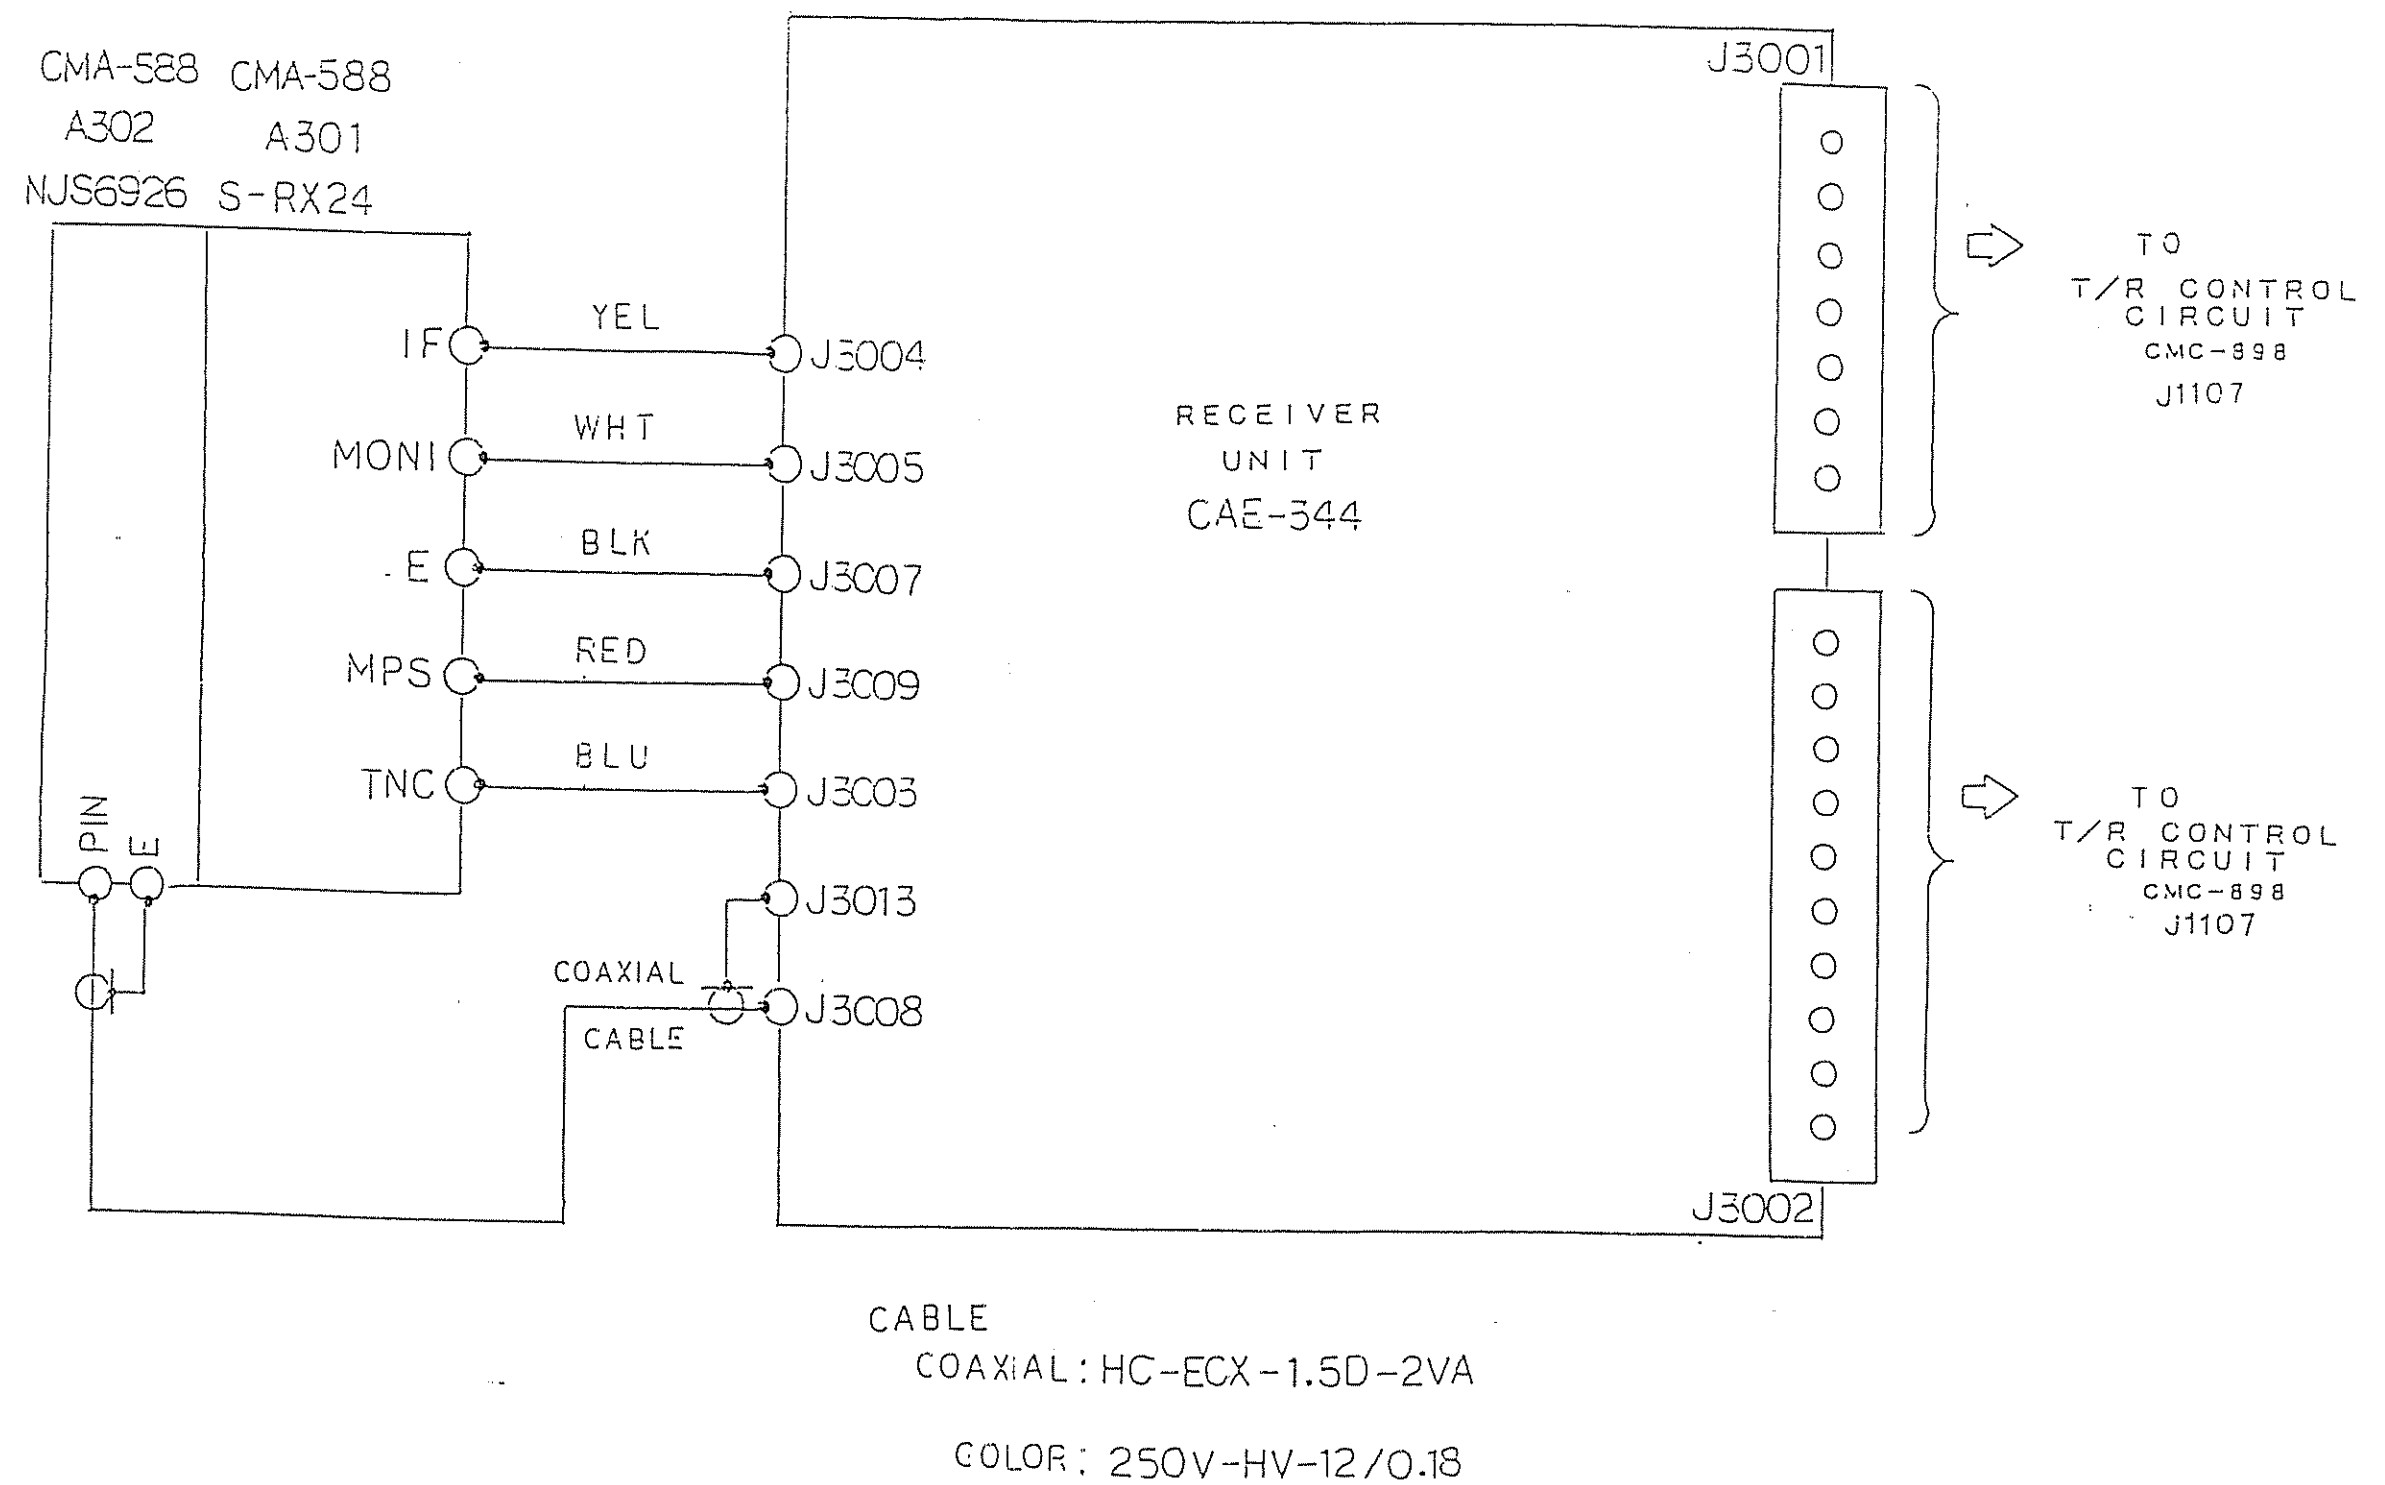 CMA-588
A302
NJS6926
CMA-588
A301
S-RX24
IF
MONI
E
MPS
TNC
PIN
E
YEL
WHT
BLK
RED
BLU
COAXIAL
CABLE
J3004
J3005
J3007
J3009
J3003
J3013
J3008
RECEIVER
UNIT
CAE-344
J3001
J3002
TO
T/R CONTROL
CIRCUIT
CMC-898
J1107
TO
T/R CONTROL
CIRCUIT
CMC-898
J1107
CABLE
COAXIAL: HC-ECX-1.5D-2VA
COLOR: 250V-HV-12/0.18